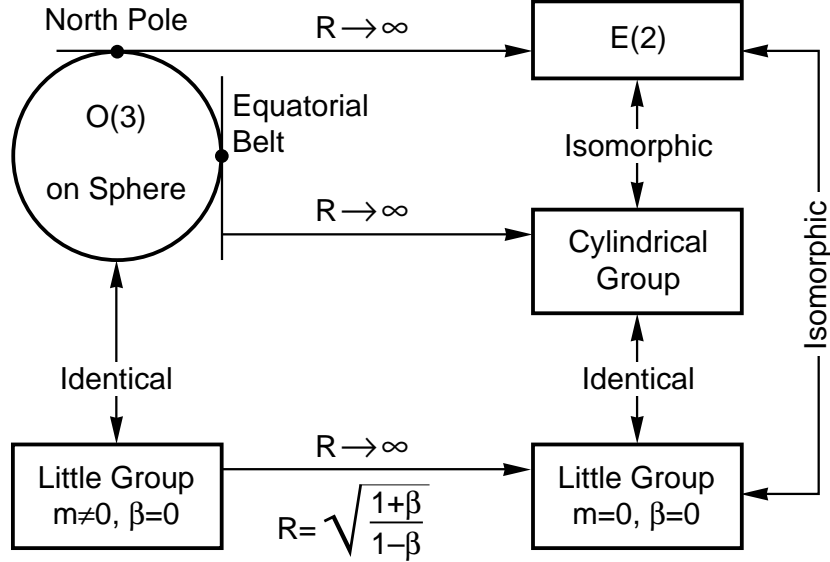 North Pole
R→∞
E(2)
O(3)
on Sphere
Equatorial
Belt
Isomorphic
R→∞
Cylindrical
Group
Isomorphic
Identical
Identical
R→∞
Little Group
m≠0, β=0
R=√(1+β/1–β)
Little Group
m=0, β=0